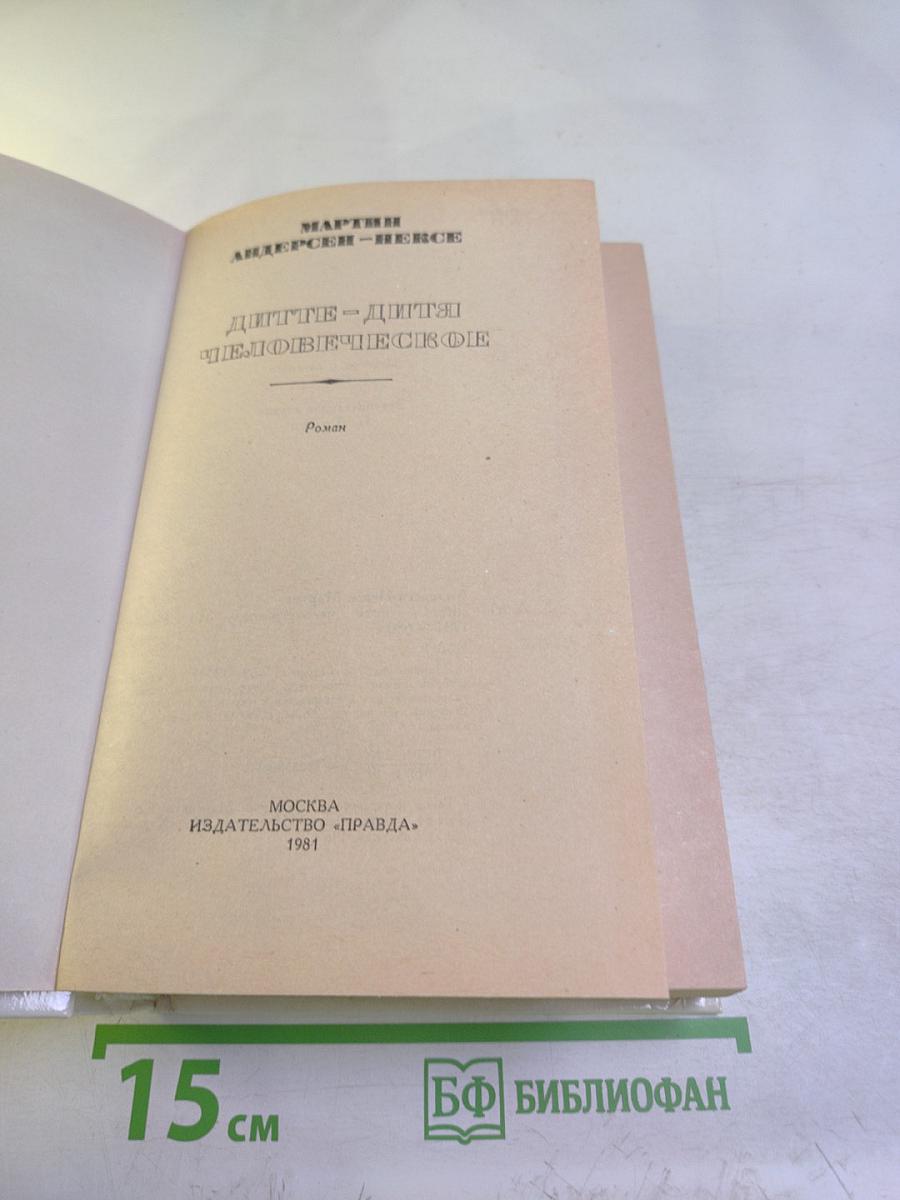 МАРТИН
АНДЕРСЕН-НЕКСЕ
ДИТТЕ-ДИТЯ
ЧЕЛОВЕЧЕСКОЕ
Роман
МОСКВА
ИЗДАТЕЛЬСТВО «ПРАВДА»
1981
15 см
БФ БИБЛИОФАН